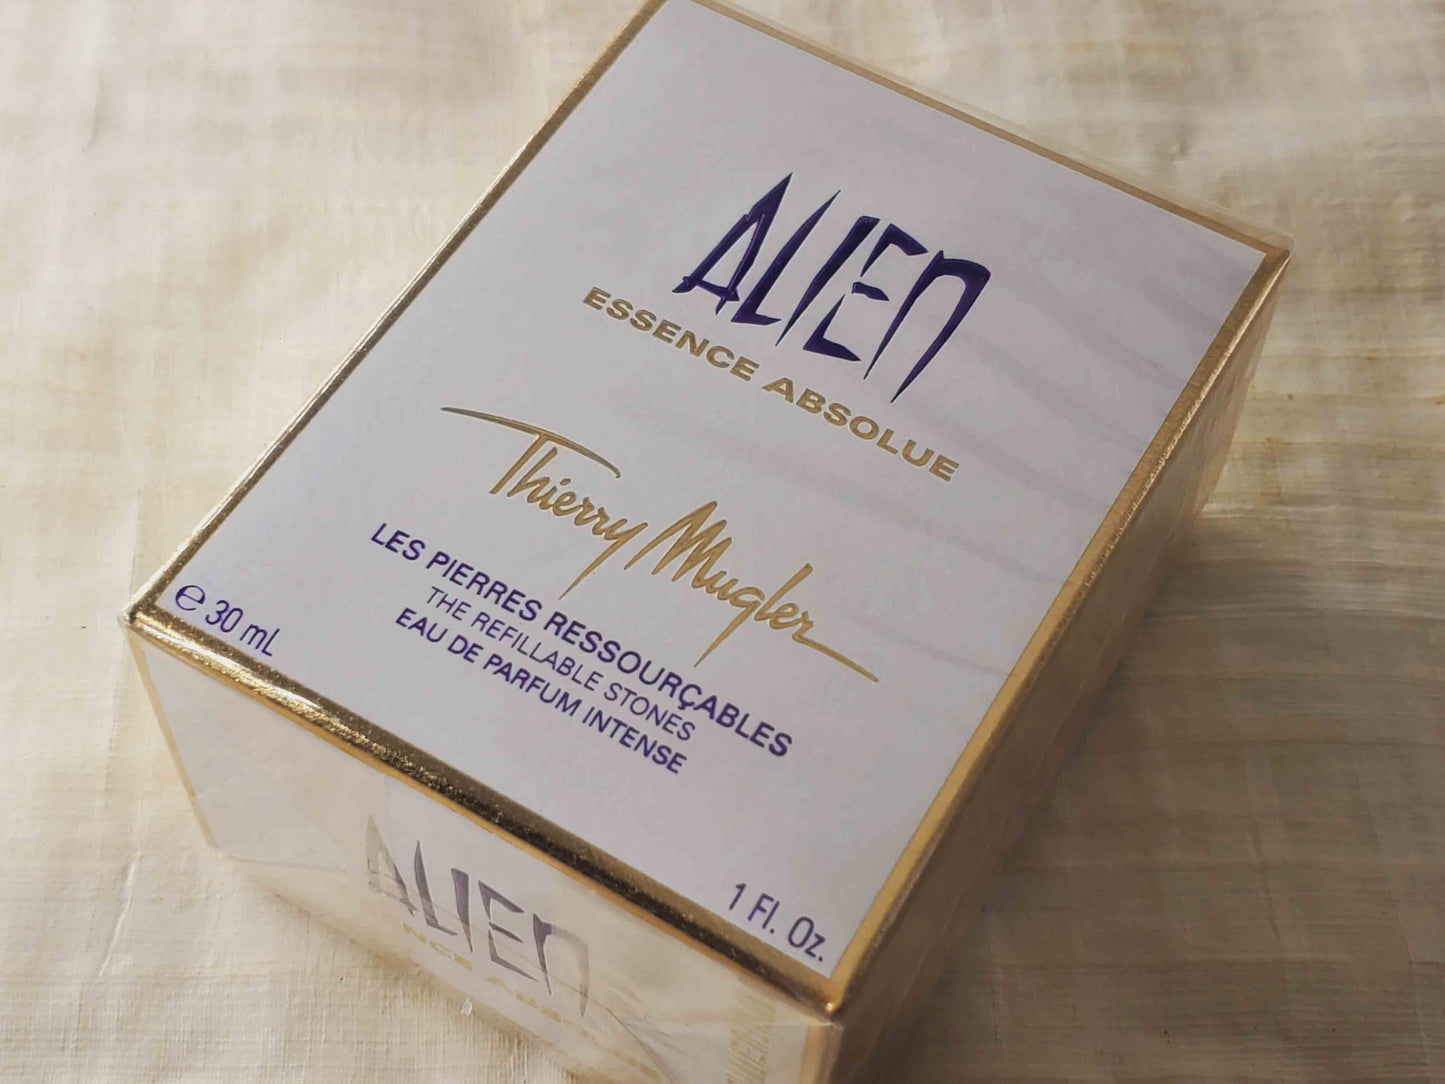 ALIEN
ESSENCE ABSOLUE
Thierry Mugler
LES PIERRES RESSOURÇABLES
THE REFILLABLE STONES
EAU DE PARFUM INTENSE
e 30 mL
1 Fl. Oz.
ALIEN